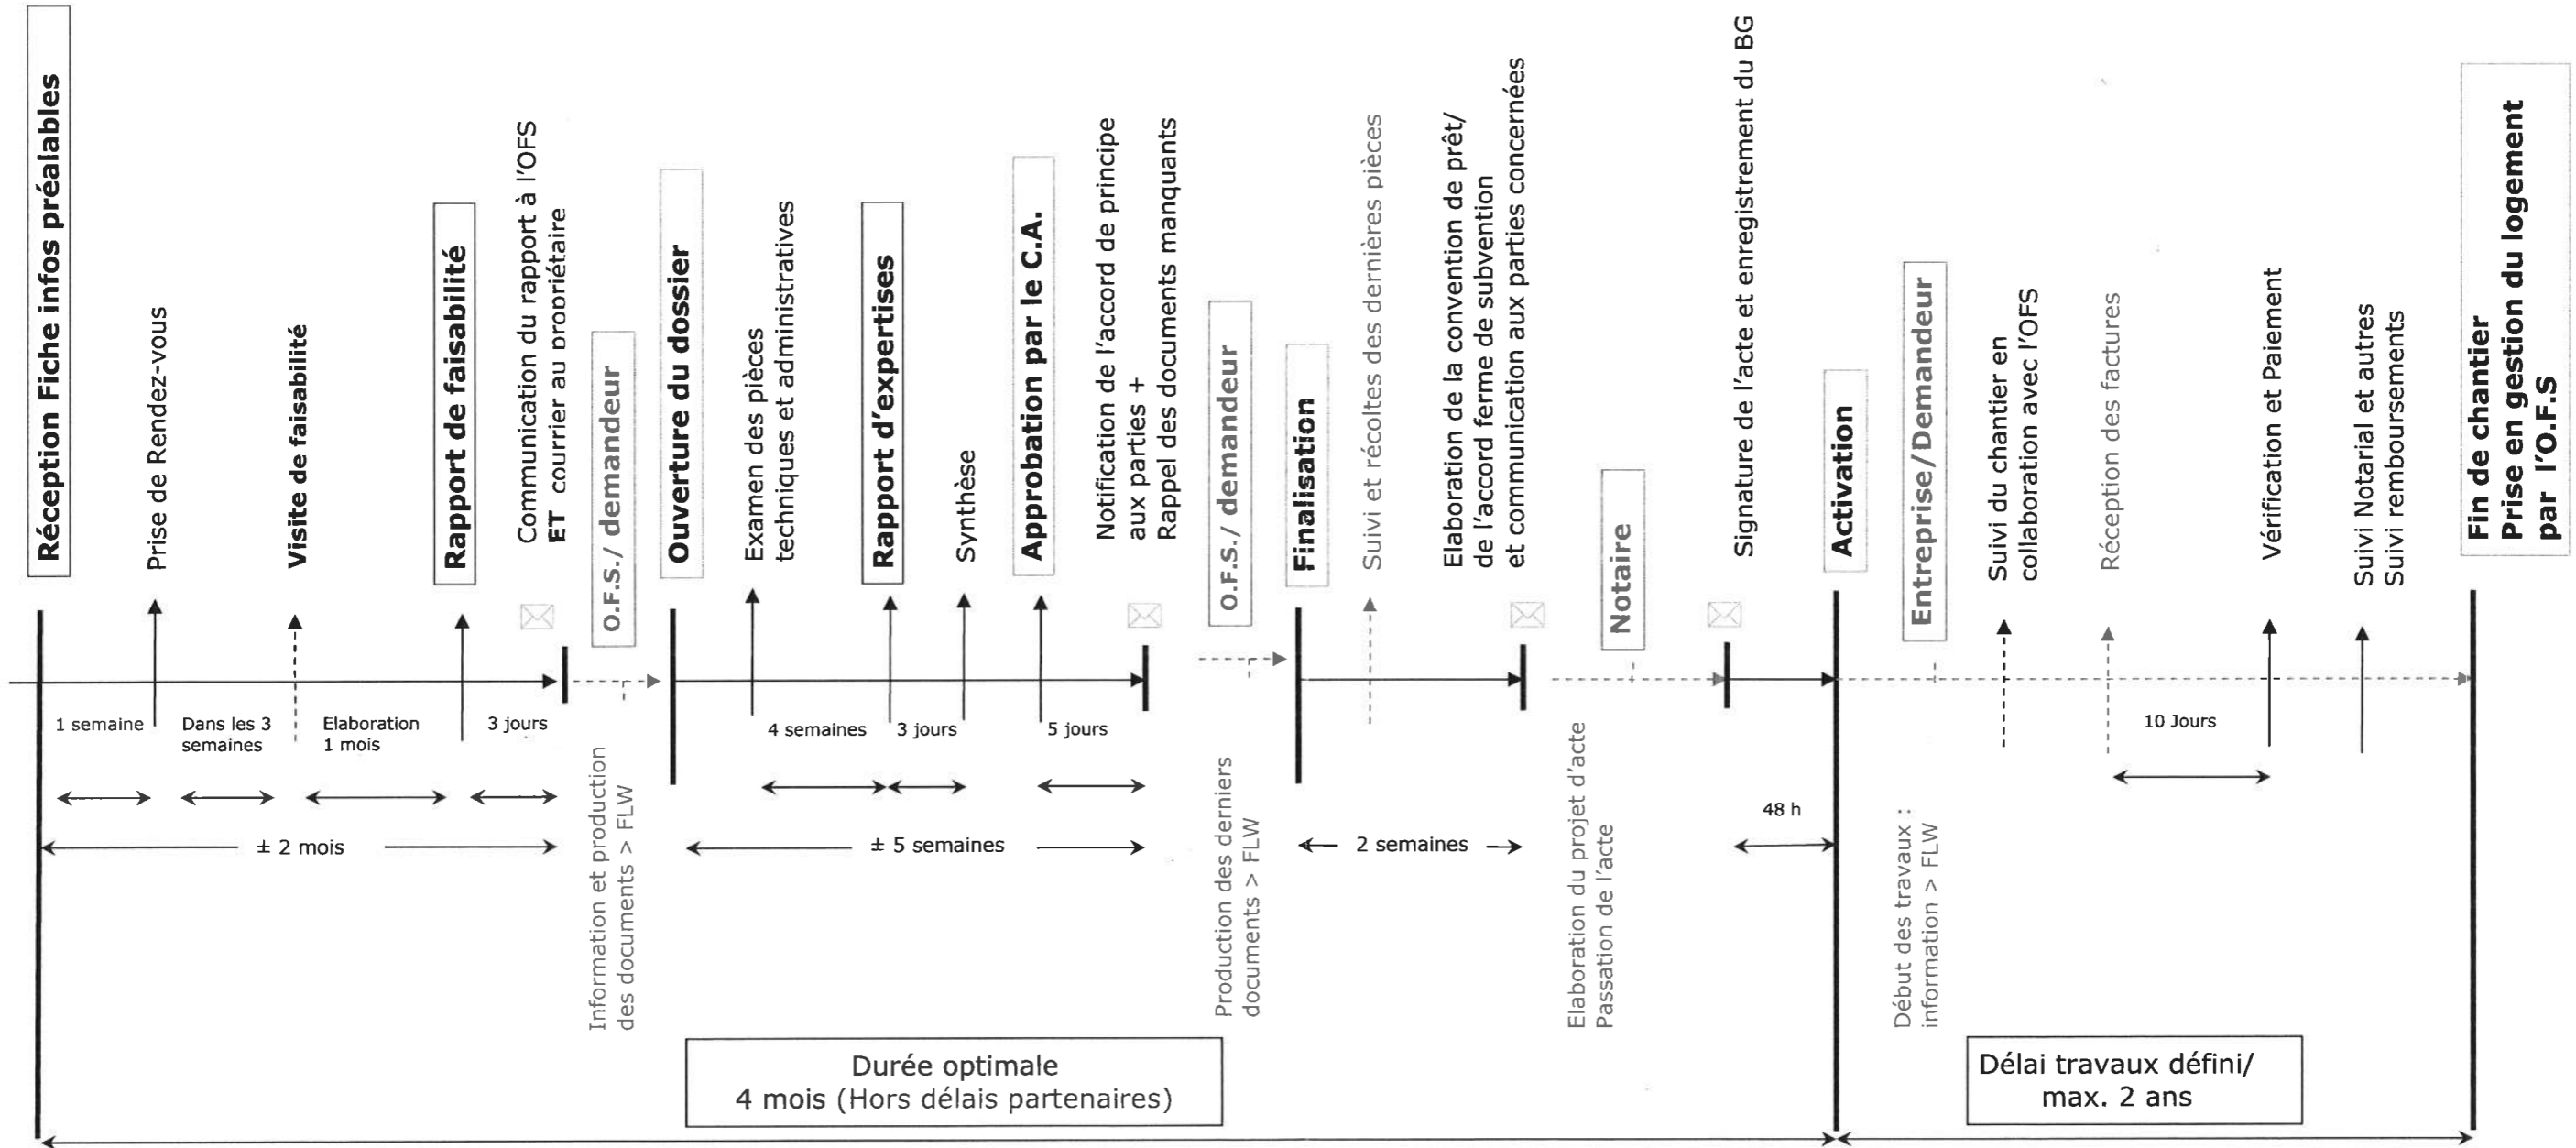 Réception Fiche infos préalables
Prise de Rendez-vous
Visite de faisabilité
Rapport de faisabilité
Communication du rapport à l'OFS
ET courrier au propriétaire
O.F.S./ demandeur
Ouverture du dossier
Examen des pièces
techniques et administratives
Rapport d'expertises
Synthèse
Approbation par le C.A.
Notification de l'accord de principe
aux parties +
Rappel des documents manquants
O.F.S./ demandeur
Finalisation
Suivi et récoltes des dernières pièces
Elaboration de la convention de prêt/
de l'accord ferme de subvention
et communication aux parties concernées
Notaire
Signature de l'acte et enregistrement du BG
Activation
Entreprise/Demandeur
Suivi du chantier en
collaboration avec l'OFS
Réception des factures
Vérification et Paiement
Suivi Notarial et autres
Suivi remboursements
Fin de chantier
Prise en gestion du logement
par l'O.F.S
1 semaine
Dans les 3
semaines
Elaboration
1 mois
3 jours
4 semaines
3 jours
5 jours
10 Jours
± 2 mois
Information et production
des documents > FLW
± 5 semaines
Production des derniers
documents > FLW
2 semaines
Elaboration du projet d'acte
Passation de l'acte
48 h
Début des travaux :
information > FLW
Durée optimale
4 mois (Hors délais partenaires)
Délai travaux défini/
max. 2 ans